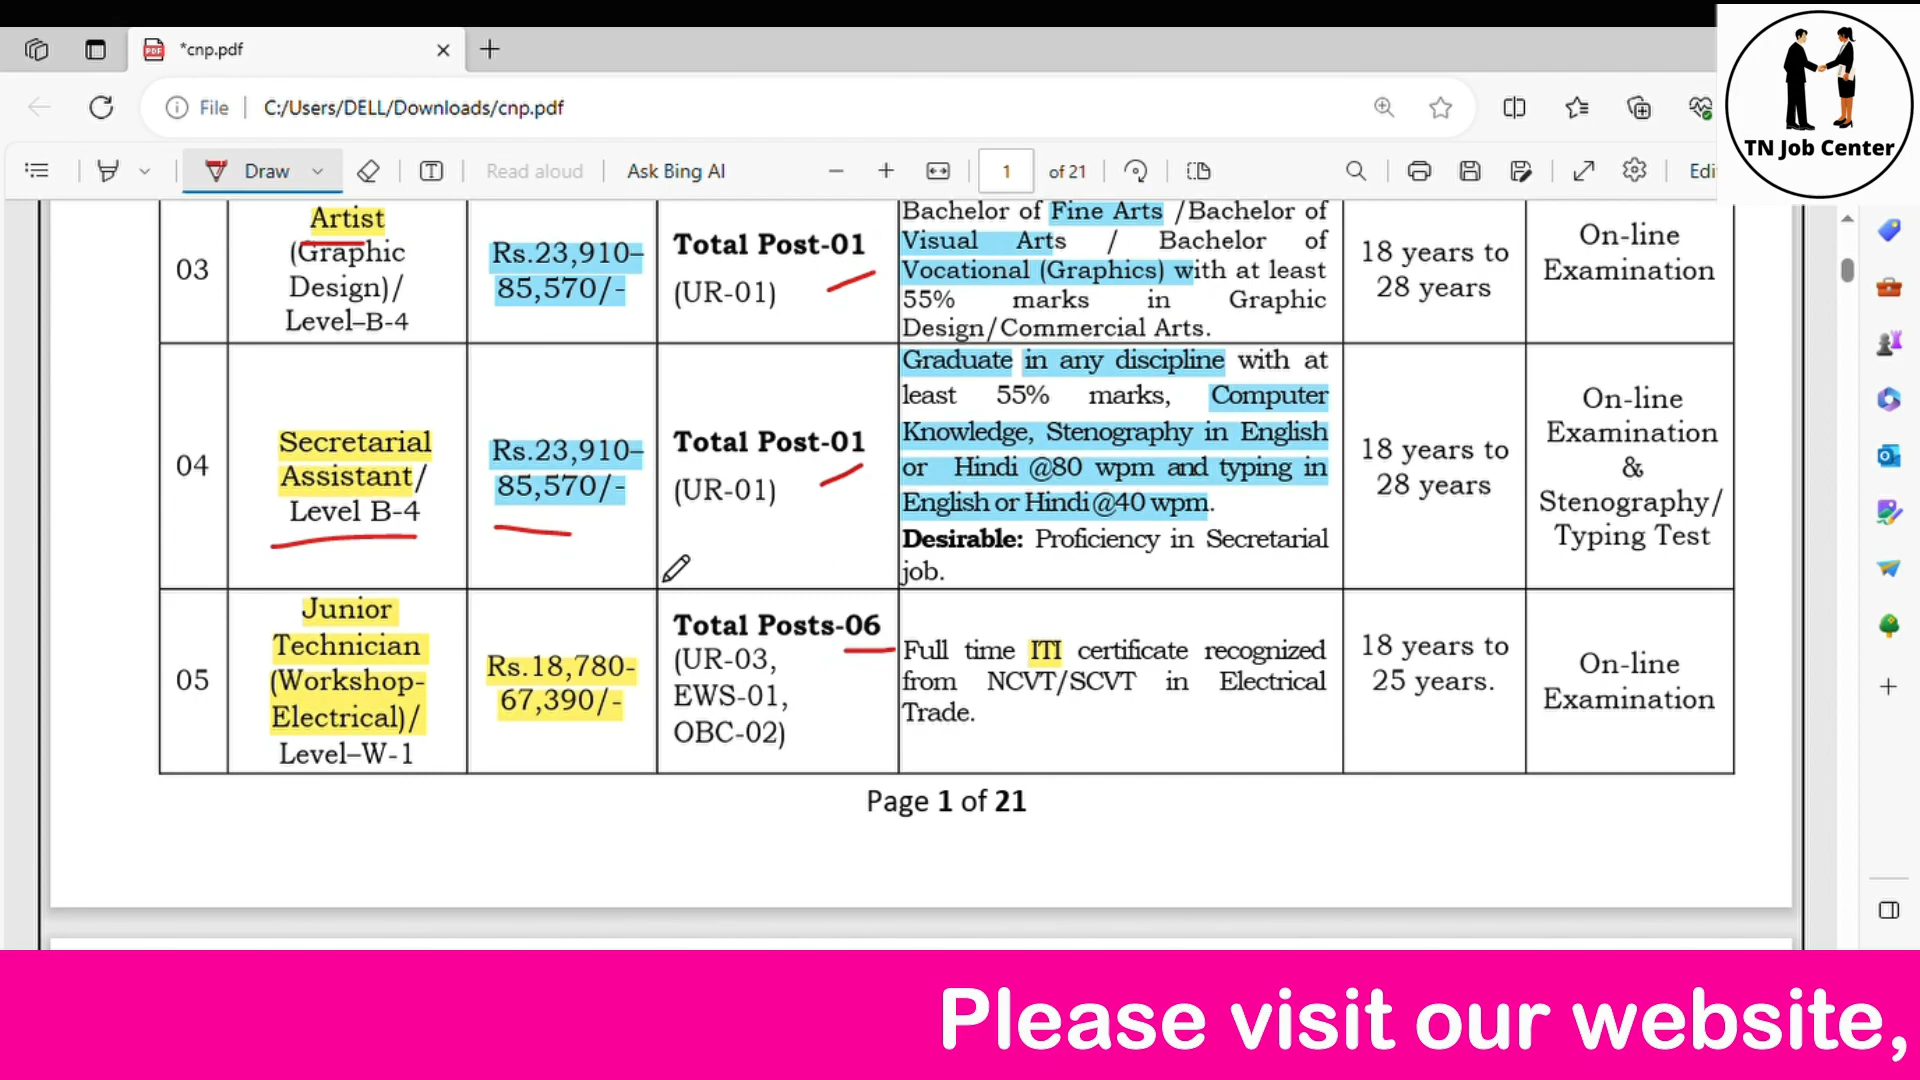 *cnp.pdf
File
C:/Users/DELL/Downloads/cnp.pdf
TN Job Center
Draw
Read aloud
Ask Bing AI
1
of 21
Edi
03
Artist
(Graphic
Design)/
Level–B-4
Rs.23,910–
85,570/-
Total Post-01
(UR-01)
Bachelor of Fine Arts /Bachelor of
Visual Arts / Bachelor of
Vocational (Graphics) with at least
55% marks in Graphic
Design/Commercial Arts.
18 years to
28 years
On-line
Examination
04
Secretarial
Assistant/
Level B-4
Rs.23,910–
85,570/-
Total Post-01
(UR-01)
Graduate in any discipline with at
least 55% marks, Computer
Knowledge, Stenography in English
or Hindi @80 wpm and typing in
English or Hindi@40 wpm.
Desirable: Proficiency in Secretarial
job.
18 years to
28 years
On-line
Examination
&
Stenography/
Typing Test
05
Junior
Technician
(Workshop-
Electrical)/
Level–W-1
Rs.18,780-
67,390/-
Total Posts-06
(UR-03,
EWS-01,
OBC-02)
Full time ITI certificate recognized
from NCVT/SCVT in Electrical
Trade.
18 years to
25 years.
On-line
Examination
Page 1 of 21
Please visit our website,